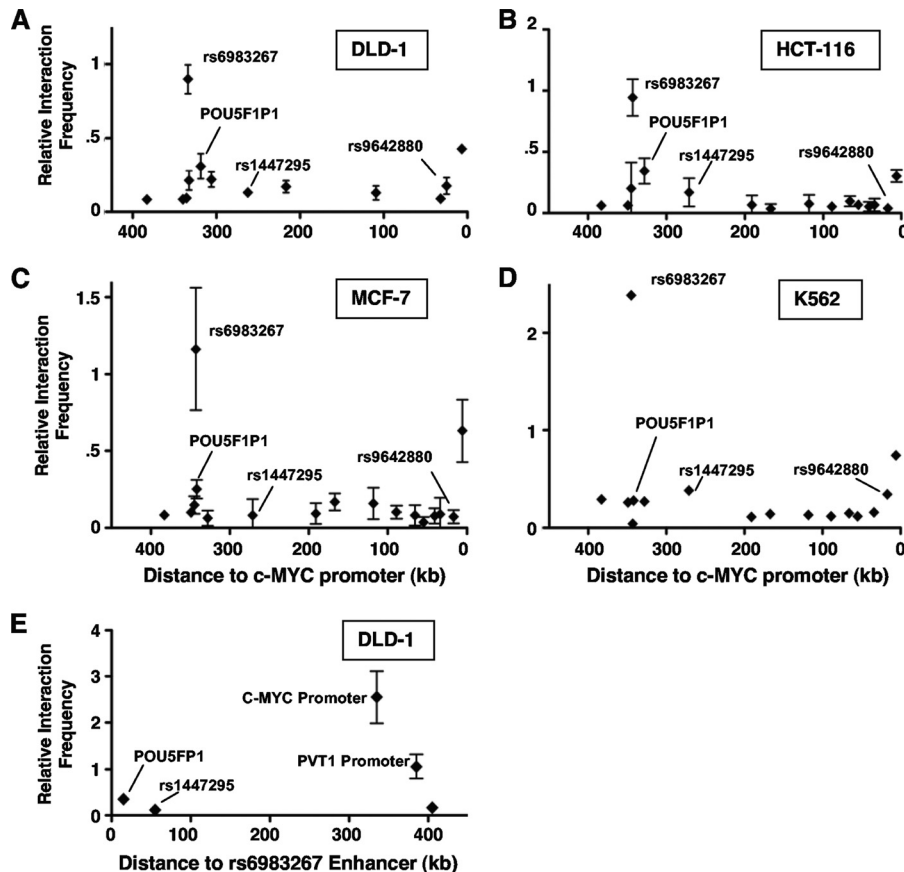 A
DLD-1
Relative Interaction
Frequency
1
.5
0
rs6983267
POU5F1P1
rs1447295
rs9642880
400 300 200 100 0
B
HCT-116
2
1
.5
0
rs6983267
POU5F1P1
rs1447295
rs9642880
400 300 200 100 0
C
MCF-7
Relative Interaction
Frequency
1.5
1
.5
0
rs6983267
POU5F1P1
rs1447295
rs9642880
400 300 200 100 0
Distance to c-MYC promoter (kb)
D
K562
2
1
0
rs6983267
POU5F1P1
rs1447295
rs9642880
400 300 200 100 0
Distance to c-MYC promoter (kb)
E
DLD-1
Relative Interaction
Frequency
4
3
2
1
0
C-MYC Promoter
PVT1 Promoter
POU5FP1
rs1447295
0 100 200 300 400
Distance to rs6983267 Enhancer (kb)